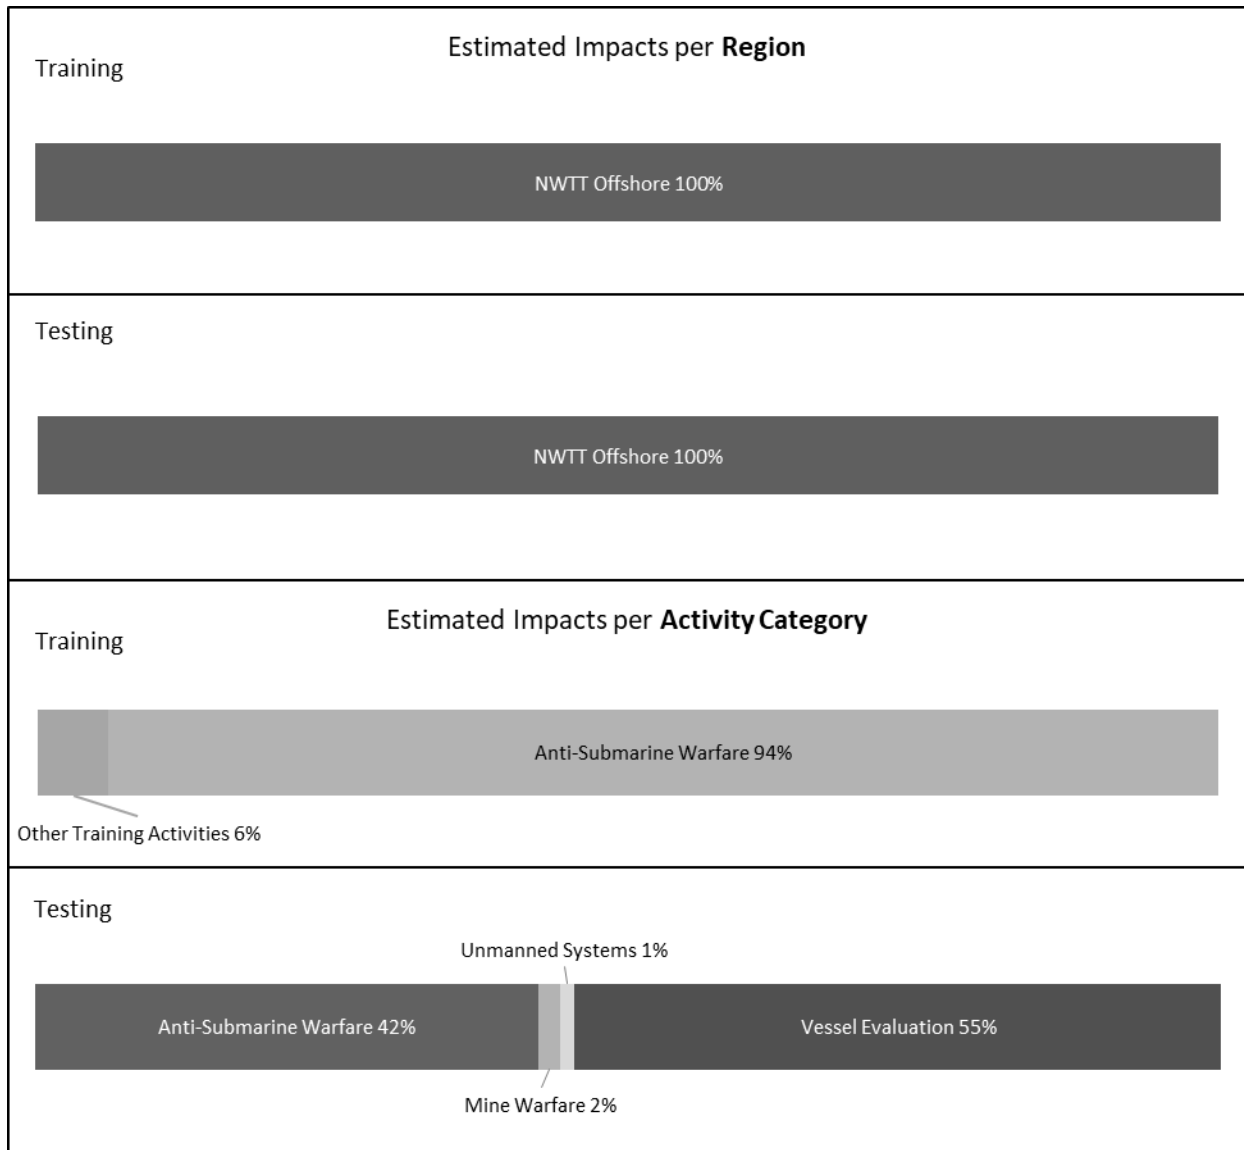 Estimated Impacts per Region
Training
NWTT Offshore 100%
Testing
NWTT Offshore 100%
Estimated Impacts per Activity Category
Training
Anti-Submarine Warfare 94%
Other Training Activities 6%
Testing
Unmanned Systems 1%
Anti-Submarine Warfare 42%
Vessel Evaluation 55%
Mine Warfare 2%